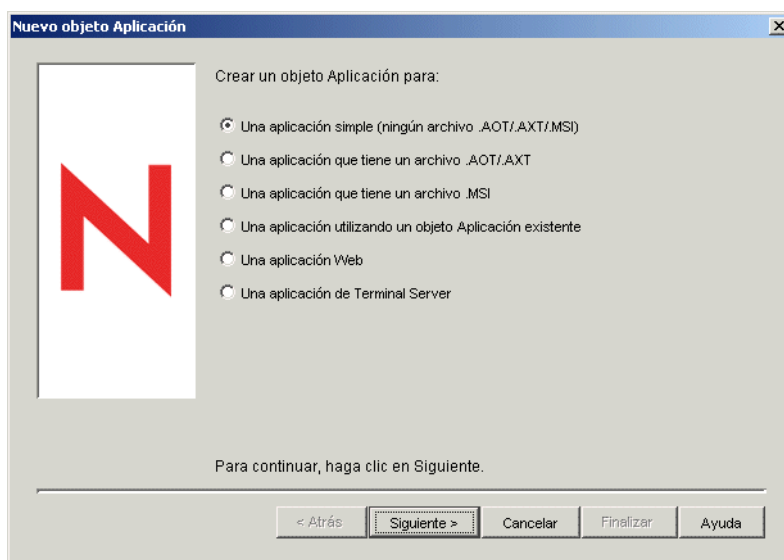 Nuevo objeto Aplicación
Crear un objeto Aplicación para:
Una aplicación simple (ningún archivo .AOT/.AXT/.MSI)
Una aplicación que tiene un archivo .AOT/.AXT
Una aplicación que tiene un archivo .MSI
Una aplicación utilizando un objeto Aplicación existente
Una aplicación Web
Una aplicación de Terminal Server
Para continuar, haga clic en Siguiente.
< Atrás Siguiente > Cancelar Finalizar Ayuda